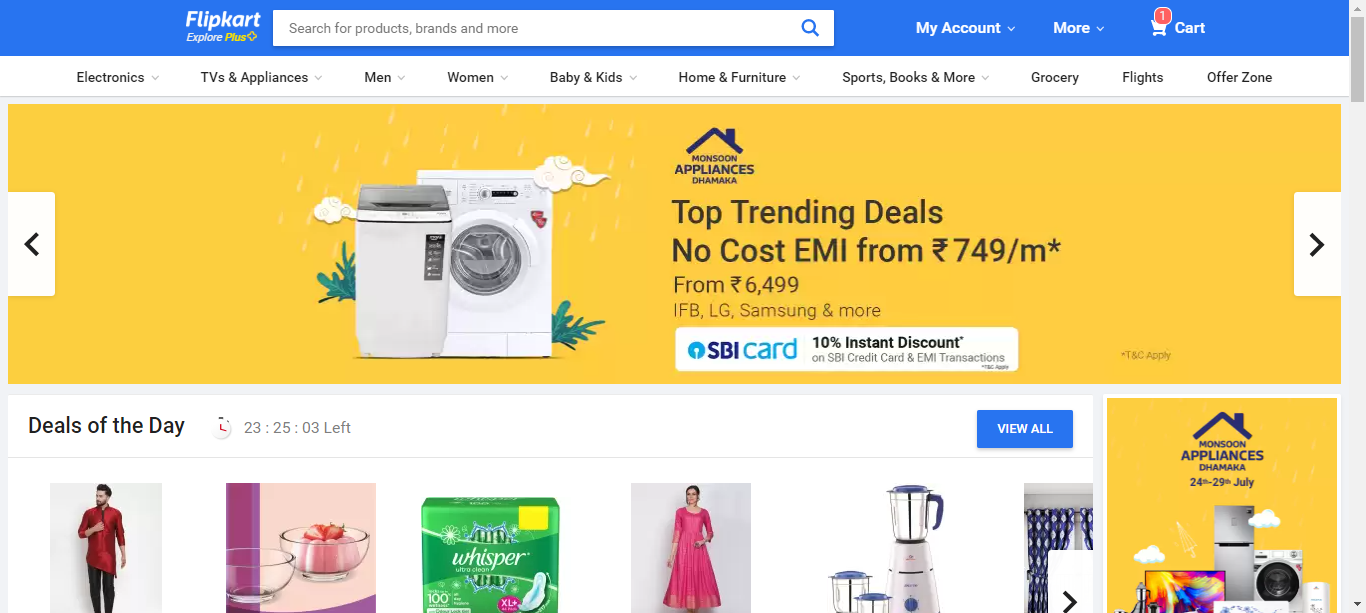 Flipkart
Explore Plus
Search for products, brands and more
My Account
More
1
Cart
Electronics
TVs & Appliances
Men
Women
Baby & Kids
Home & Furniture
Sports, Books & More
Grocery
Flights
Offer Zone
MONSOON
APPLIANCES
DHAMAKA
Top Trending Deals
No Cost EMI from ₹749/m*
From ₹6,499
IFB, LG, Samsung & more
SBI card
10% Instant Discount*
on SBI Credit Card & EMI Transactions
*T&C Apply
*T&C Apply
Deals of the Day
23 : 25 : 03 Left
VIEW ALL
MONSOON
APPLIANCES
DHAMAKA
24th-29th July
whisper
ultra clean
100
XL+